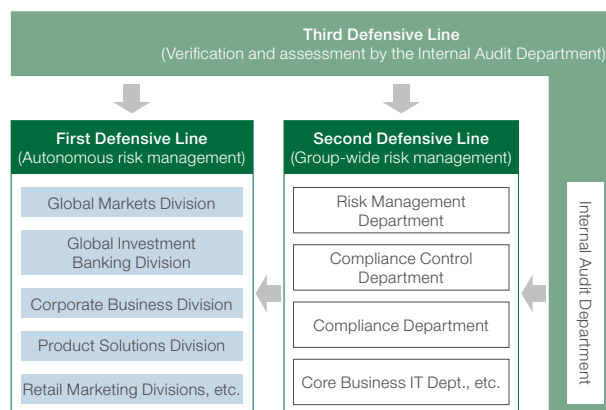 Third Defensive Line
(Verification and assessment by the Internal Audit Department)
First Defensive Line
(Autonomous risk management)
Global Markets Division
Global Investment
Banking Division
Corporate Business Division
Product Solutions Division
Retail Marketing Divisions, etc.
Second Defensive Line
(Group-wide risk management)
Risk Management
Department
Compliance Control
Department
Compliance Department
Core Business IT Dept., etc.
Internal Audit Department